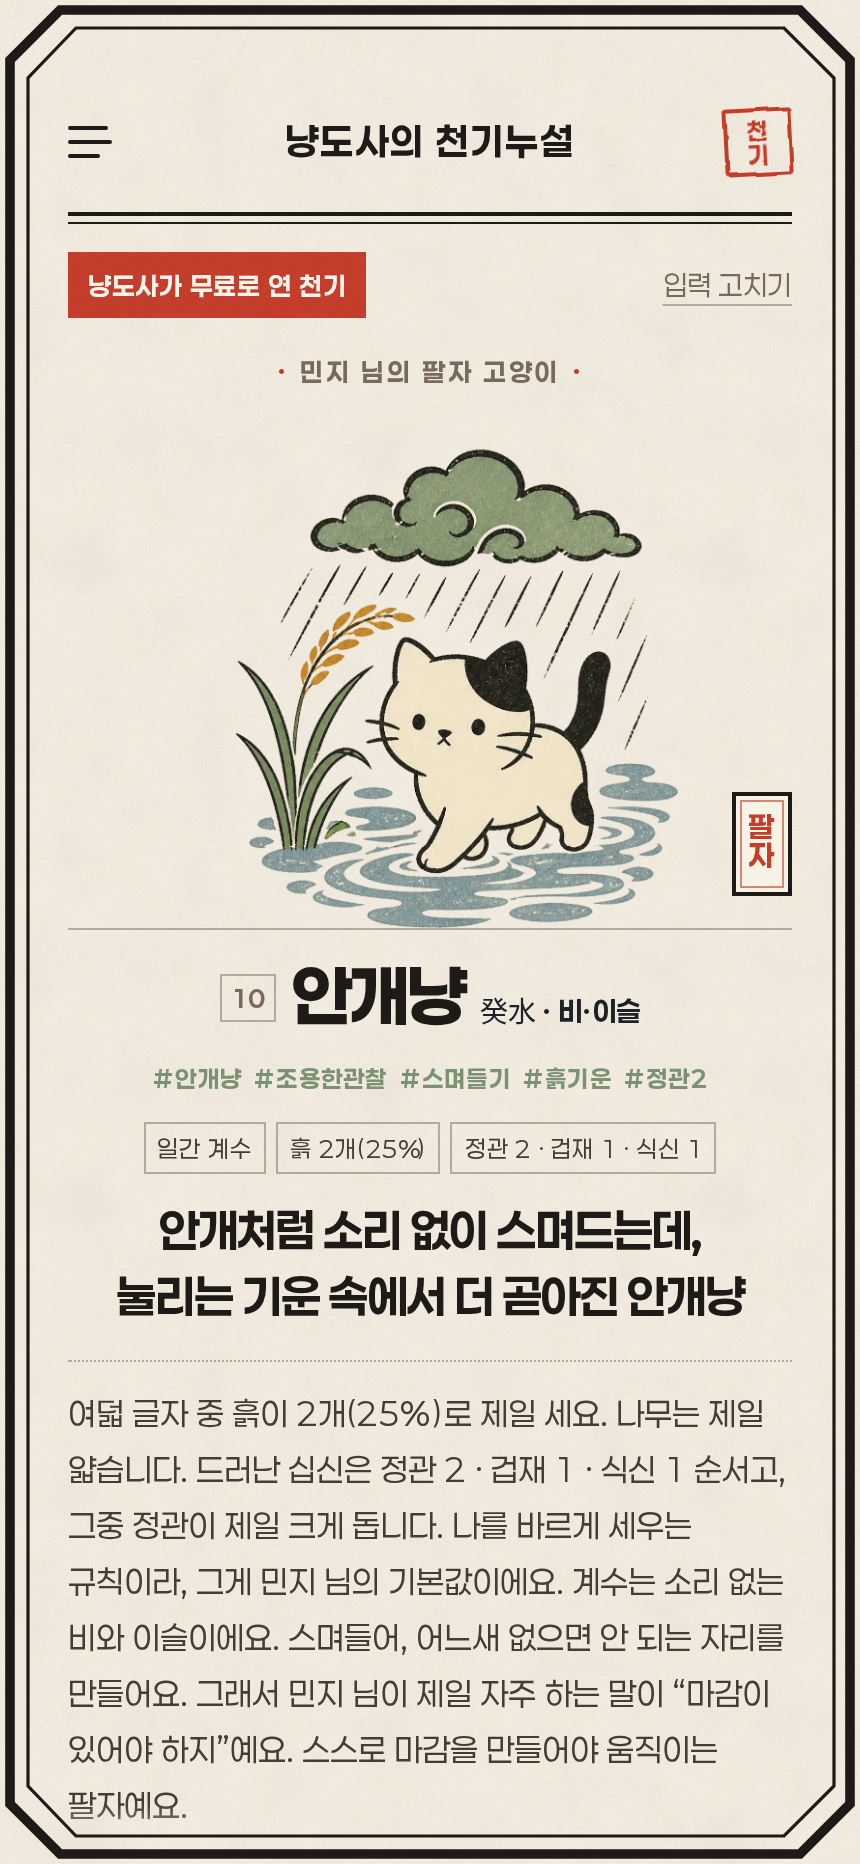 냥도사의 천기누설
천기
냥도사가 무료로 연 천기
입력 고치기
· 민지 님의 팔자 고양이 ·
팔자
10 안개냥 癸水 · 비·이슬
#안개냥 #조용한관찰 #스며들기 #흙기운 #정관2
일간 계수
흙 2개(25%)
정관 2 · 겁재 1 · 식신 1
안개처럼 소리 없이 스며드는데,
눌리는 기운 속에서 더 곧아진 안개냥
여덟 글자 중 흙이 2개(25%)로 제일 세요. 나무는 제일
얇습니다. 드러난 십신은 정관 2 · 겁재 1 · 식신 1 순서고,
그중 정관이 제일 크게 돕니다. 나를 바르게 세우는
규칙이라, 그게 민지 님의 기본값이에요. 계수는 소리 없는
비와 이슬이에요. 스며들어, 어느새 없으면 안 되는 자리를
만들어요. 그래서 민지 님이 제일 자주 하는 말이 “마감이
있어야 하지”예요. 스스로 마감을 만들어야 움직이는
팔자예요.